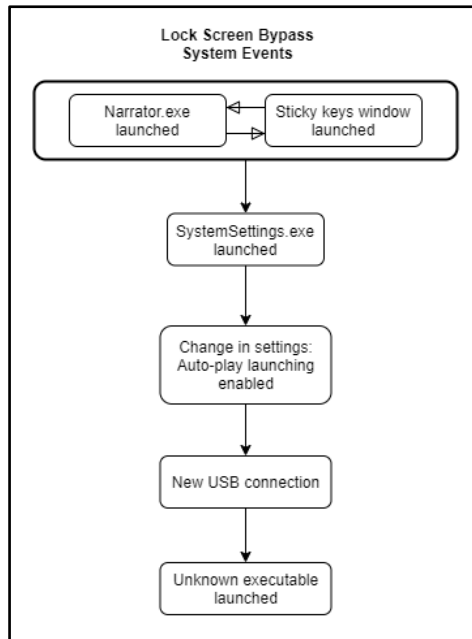 Lock Screen Bypass
System Events
Narrator.exe
launched
Sticky keys window
launched
SystemSettings.exe
launched
Change in settings:
Auto-play launching
enabled
New USB connection
Unknown executable
launched